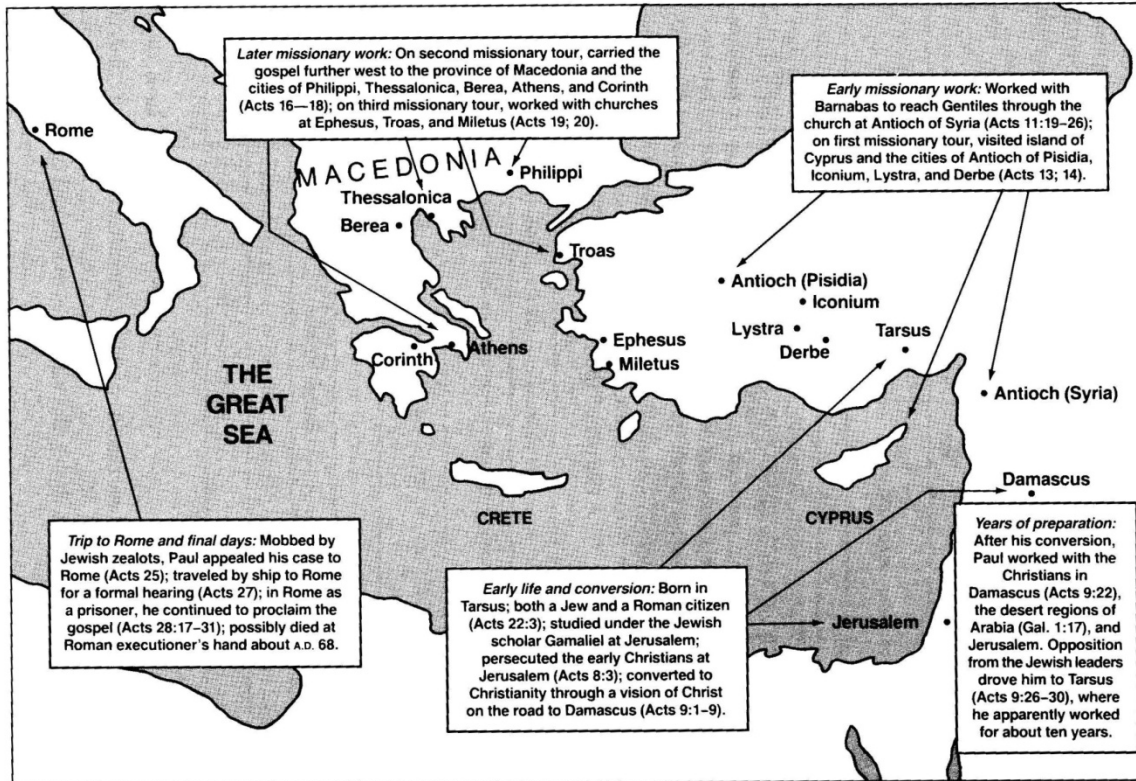 Later missionary work: On second missionary tour, carried the
gospel further west to the province of Macedonia and the
cities of Philippi, Thessalonica, Berea, Athens, and Corinth
(Acts 16—18); on third missionary tour, worked with churches
at Ephesus, Troas, and Miletus (Acts 19; 20).
Early missionary work: Worked with
Barnabas to reach Gentiles through the
church at Antioch of Syria (Acts 11:19–26);
on first missionary tour, visited island of
Cyprus and the cities of Antioch of Pisidia,
Iconium, Lystra, and Derbe (Acts 13; 14).
Rome
MACEDONIA
Philippi
Thessalonica
Berea
Troas
Antioch (Pisidia)
Iconium
Lystra
Derbe
Tarsus
Ephesus
Miletus
Corinth
Athens
THE
GREAT
SEA
Antioch (Syria)
Damascus
CRETE
CYPRUS
Jerusalem
Trip to Rome and final days: Mobbed by
Jewish zealots, Paul appealed his case to
Rome (Acts 25); traveled by ship to Rome
for a formal hearing (Acts 27); in Rome as
a prisoner, he continued to proclaim the
gospel (Acts 28:17–31); possibly died at
Roman executioner's hand about A.D. 68.
Early life and conversion: Born in
Tarsus; both a Jew and a Roman citizen
(Acts 22:3); studied under the Jewish
scholar Gamaliel at Jerusalem;
persecuted the early Christians at
Jerusalem (Acts 8:3); converted to
Christianity through a vision of Christ
on the road to Damascus (Acts 9:1–9).
Years of preparation:
After his conversion,
Paul worked with the
Christians in
Damascus (Acts 9:22),
the desert regions of
Arabia (Gal. 1:17), and
Jerusalem. Opposition
from the Jewish leaders
drove him to Tarsus
(Acts 9:26–30), where
he apparently worked
for about ten years.